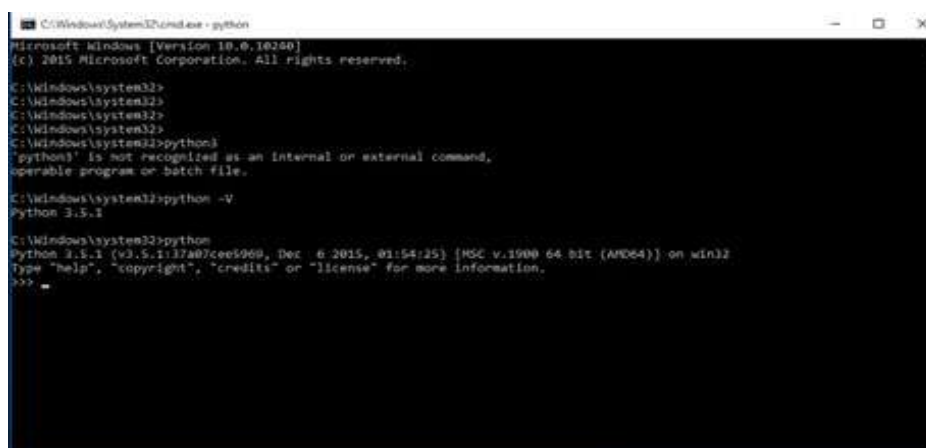 C:\Windows\System32\cmd.exe - python
Microsoft Windows [Version 10.0.10240]
(c) 2015 Microsoft Corporation. All rights reserved.
C:\Windows\system32>
C:\Windows\system32>
C:\Windows\system32>
C:\Windows\system32>
C:\Windows\system32>python3
'python3' is not recognized as an internal or external command,
operable program or batch file.
C:\Windows\system32>python -V
Python 3.5.1
C:\Windows\system32>python
Python 3.5.1 (v3.5.1:37a07cee5969, Dec  6 2015, 01:54:25) [MSC v.1900 64 bit (AMD64)] on win32
Type "help", "copyright", "credits" or "license" for more information.
>>> _